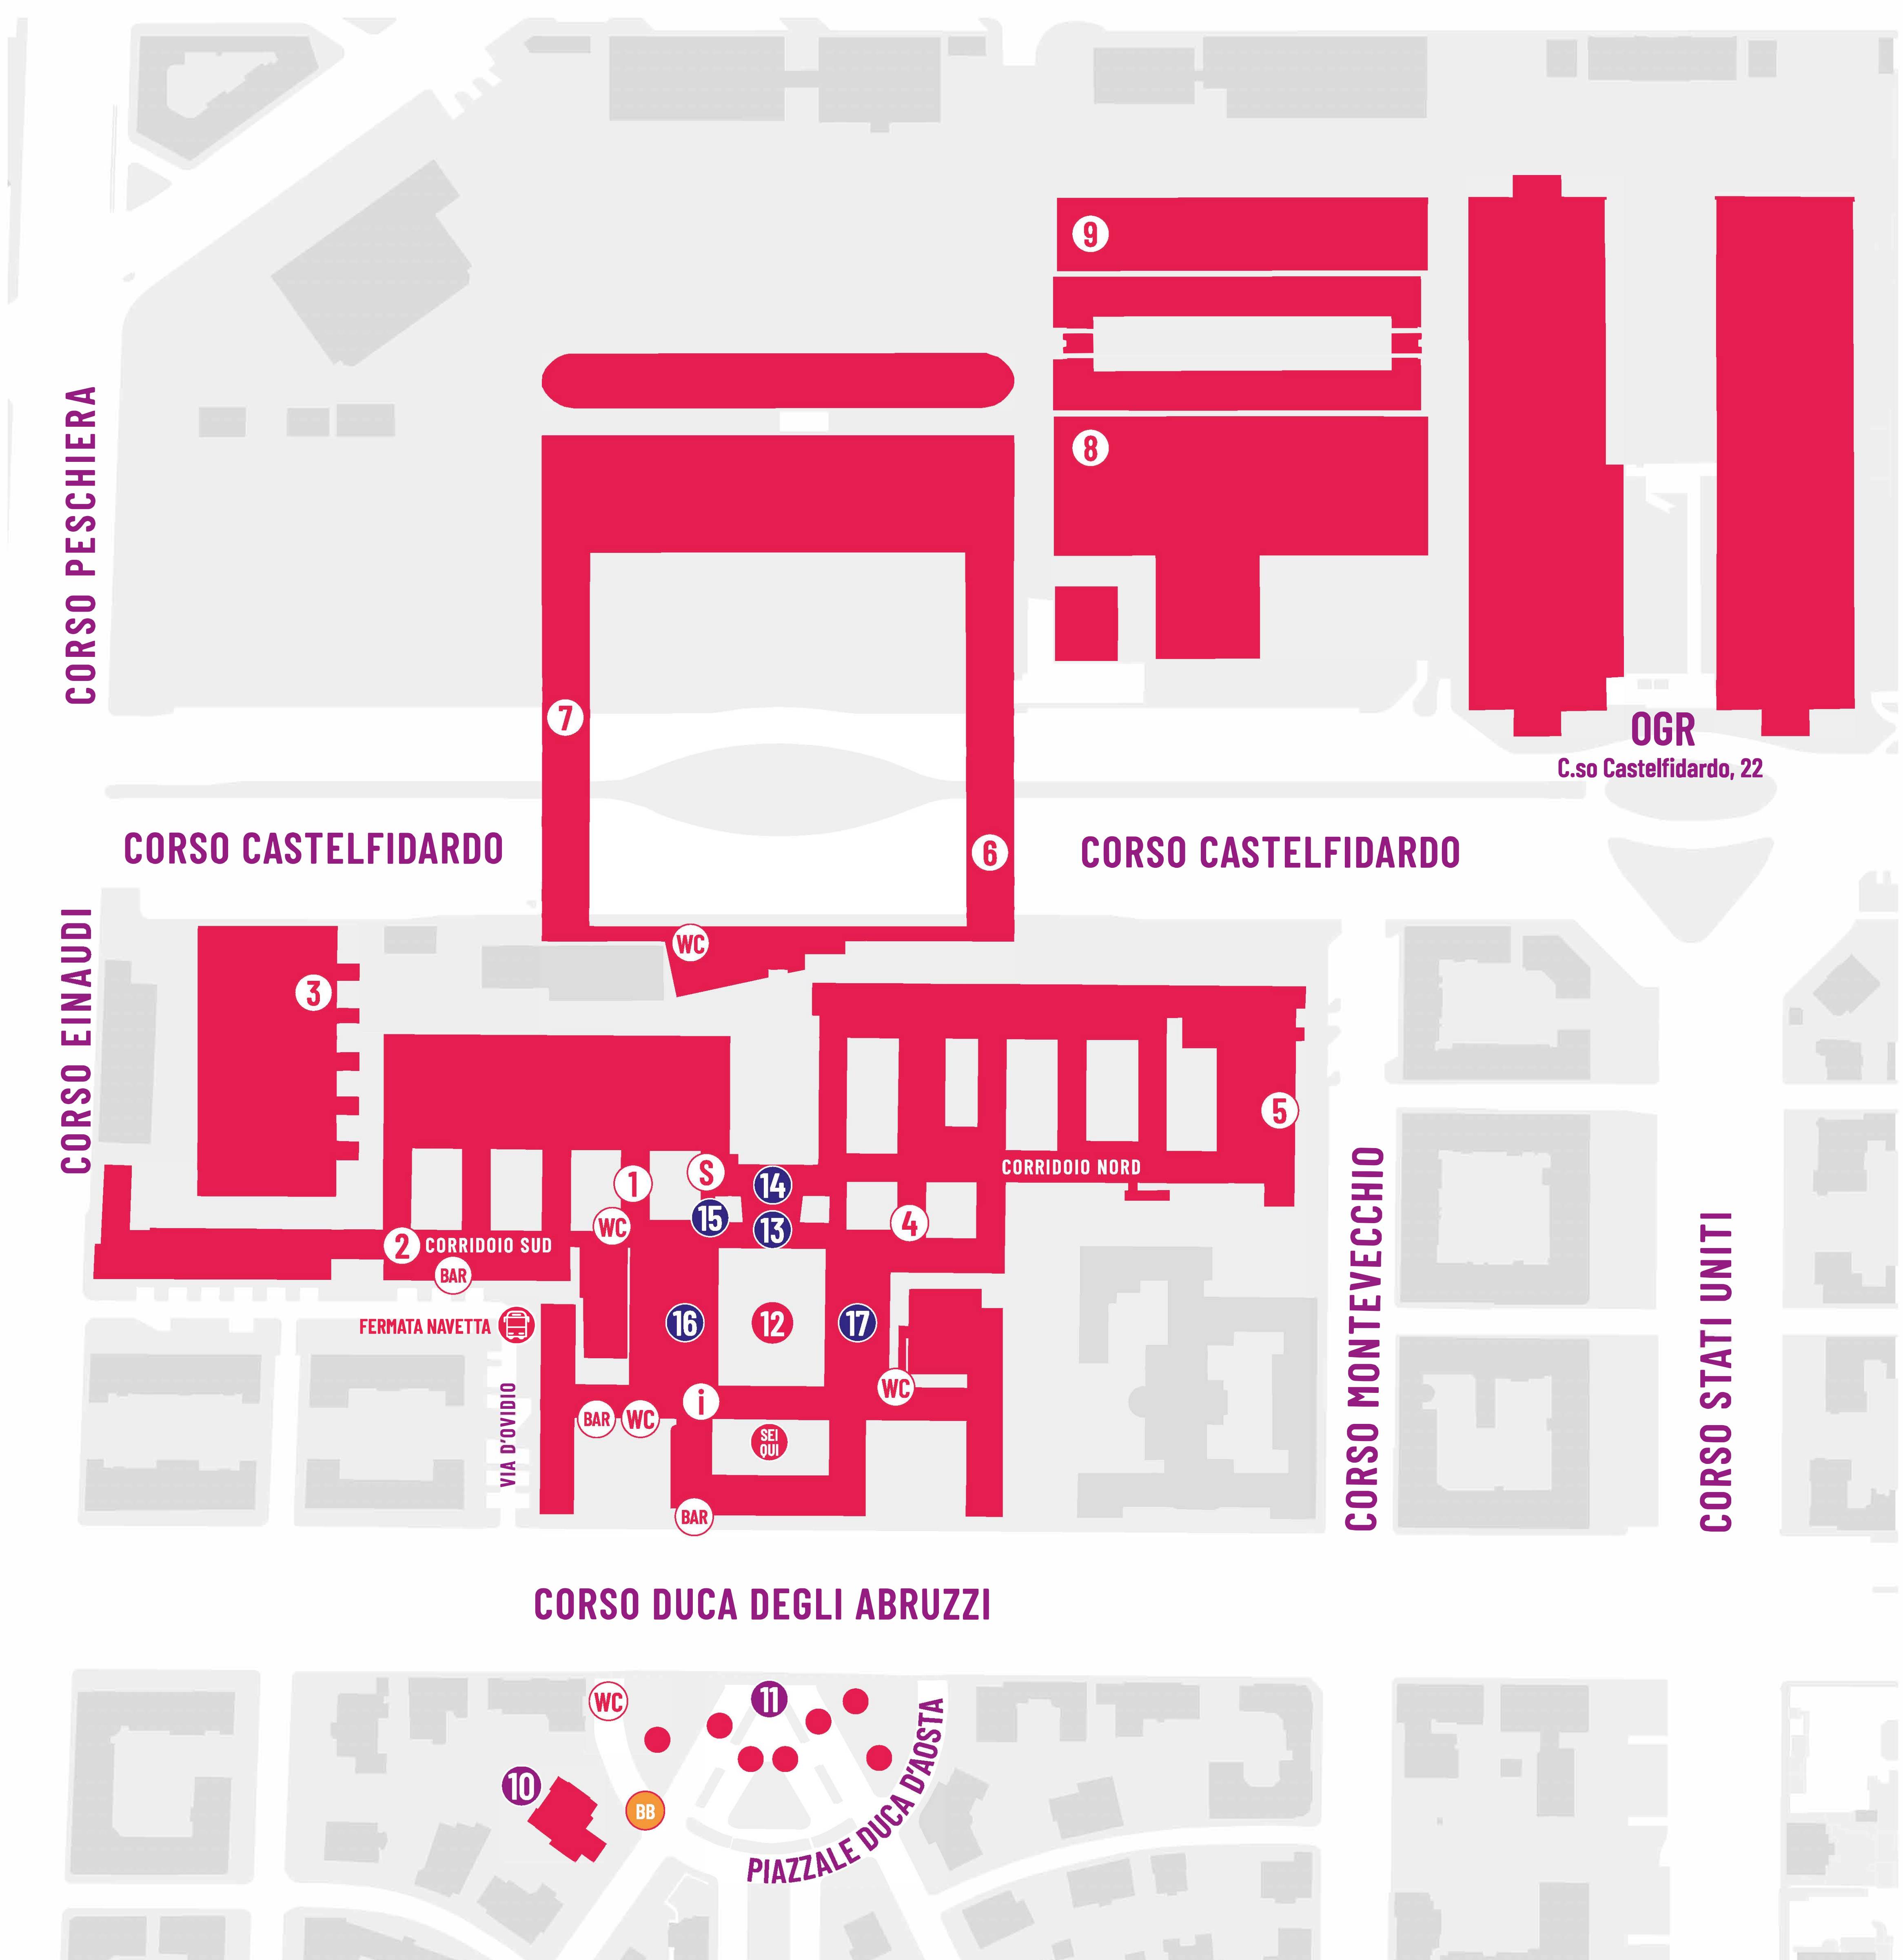 9
8
CORSO PESCHIERA
7
OGR
C.so Castelfidardo, 22
CORSO CASTELFIDARDO
6
CORSO CASTELFIDARDO
CORSO EINAUDI
WC
3
5
CORRIDOIO NORD
1
S
14
15
13
4
WC
2
CORRIDOIO SUD
BAR
FERMATA NAVETTA
16
12
17
VIA D'OVIDIO
i
WC
BAR
WC
SEI
QUI
BAR
CORSO MONTEVECCHIO
CORSO STATI UNITI
CORSO DUCA DEGLI ABRUZZI
WC
11
10
BB
PIAZZALE DUCA D'AOSTA